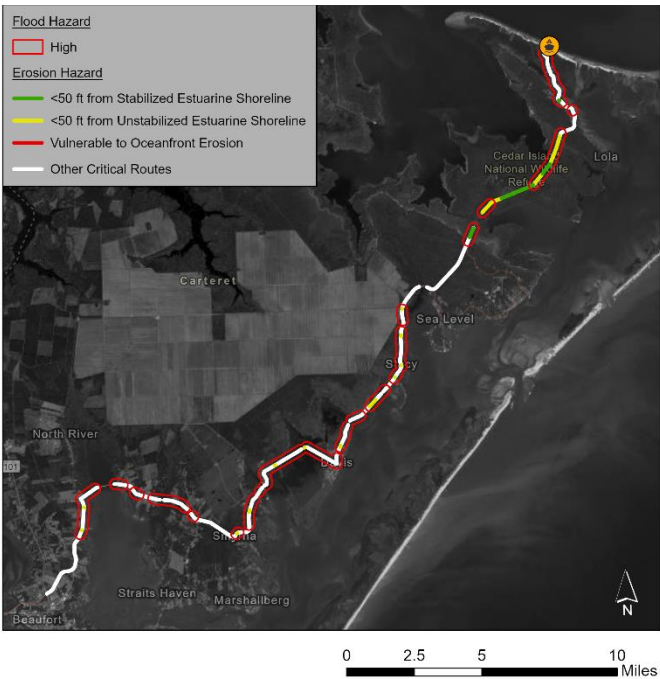 Flood Hazard
High
Erosion Hazard
<50 ft from Stabilized Estuarine Shoreline
<50 ft from Unstabilized Estuarine Shoreline
Vulnerable to Oceanfront Erosion
Other Critical Routes
Cedar Island
National Wildlife
Refuge
Lola
Carteret
Sea Level
Stacy
North River
101
Davis
Smyrna
Straits Haven
Marshallberg
Beaufort
N
0 2.5 5 10
Miles